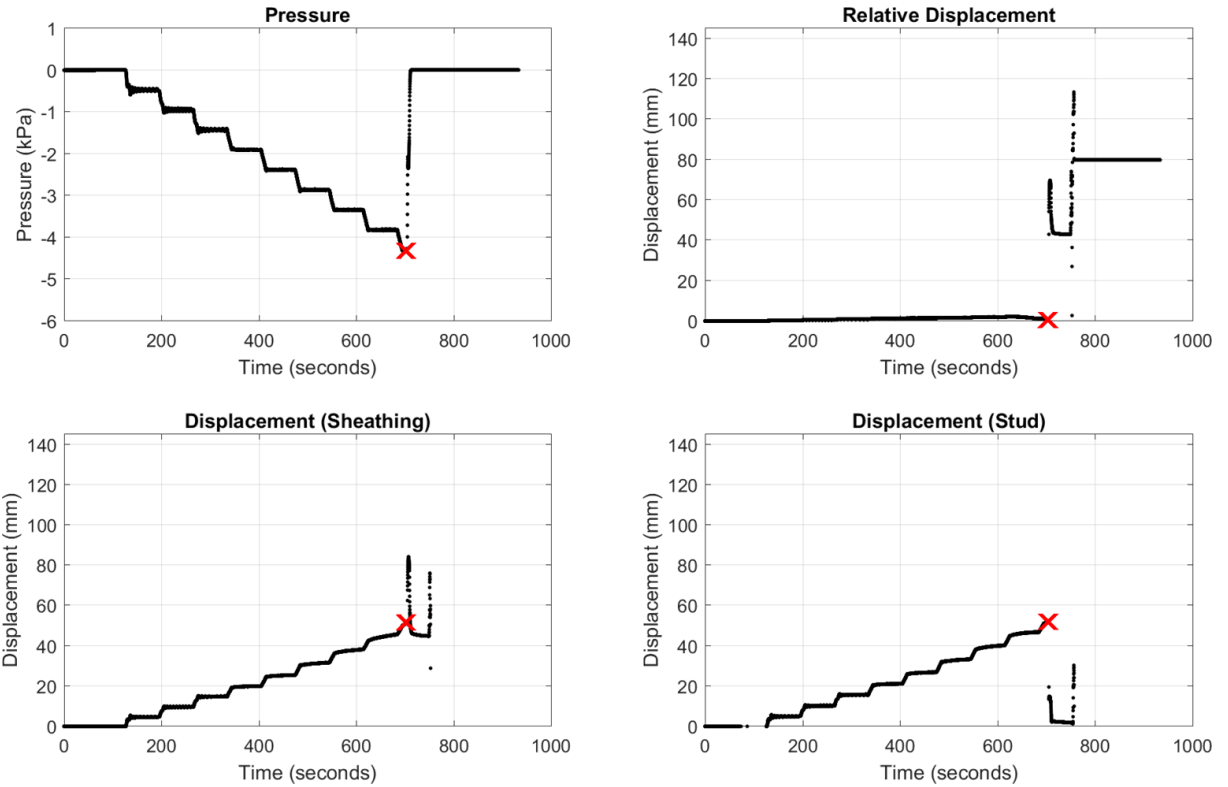 Pressure
1
0
-1
-2
-3
-4
-5
-6
Pressure (kPa)
0 200 400 600 800 1000
Time (seconds)
Relative Displacement
140
120
100
80
60
40
20
0
Displacement (mm)
0 200 400 600 800 1000
Time (seconds)
Displacement (Sheathing)
140
120
100
80
60
40
20
0
Displacement (mm)
0 200 400 600 800 1000
Time (seconds)
Displacement (Stud)
140
120
100
80
60
40
20
0
Displacement (mm)
0 200 400 600 800 1000
Time (seconds)